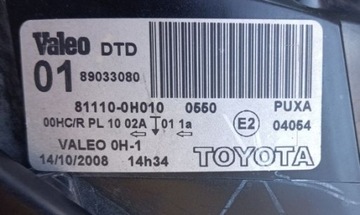 Valeo DTD
01 89033080
81110-0H010 0550 PUXA
00HC/R PL 10 02A 01 1a E2 04054
VALEO 0H-1
14/10/2008 14h34 TOYOTA